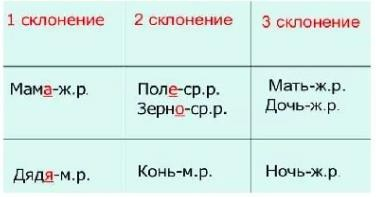 1 склонение
2 склонение
3 склонение
Мама-ж.р.
Поле-ср.р.
Зерно-ср.р.
Мать-ж.р.
Дочь-ж.р.
Дядя-м.р.
Конь-м.р.
Ночь-ж.р.